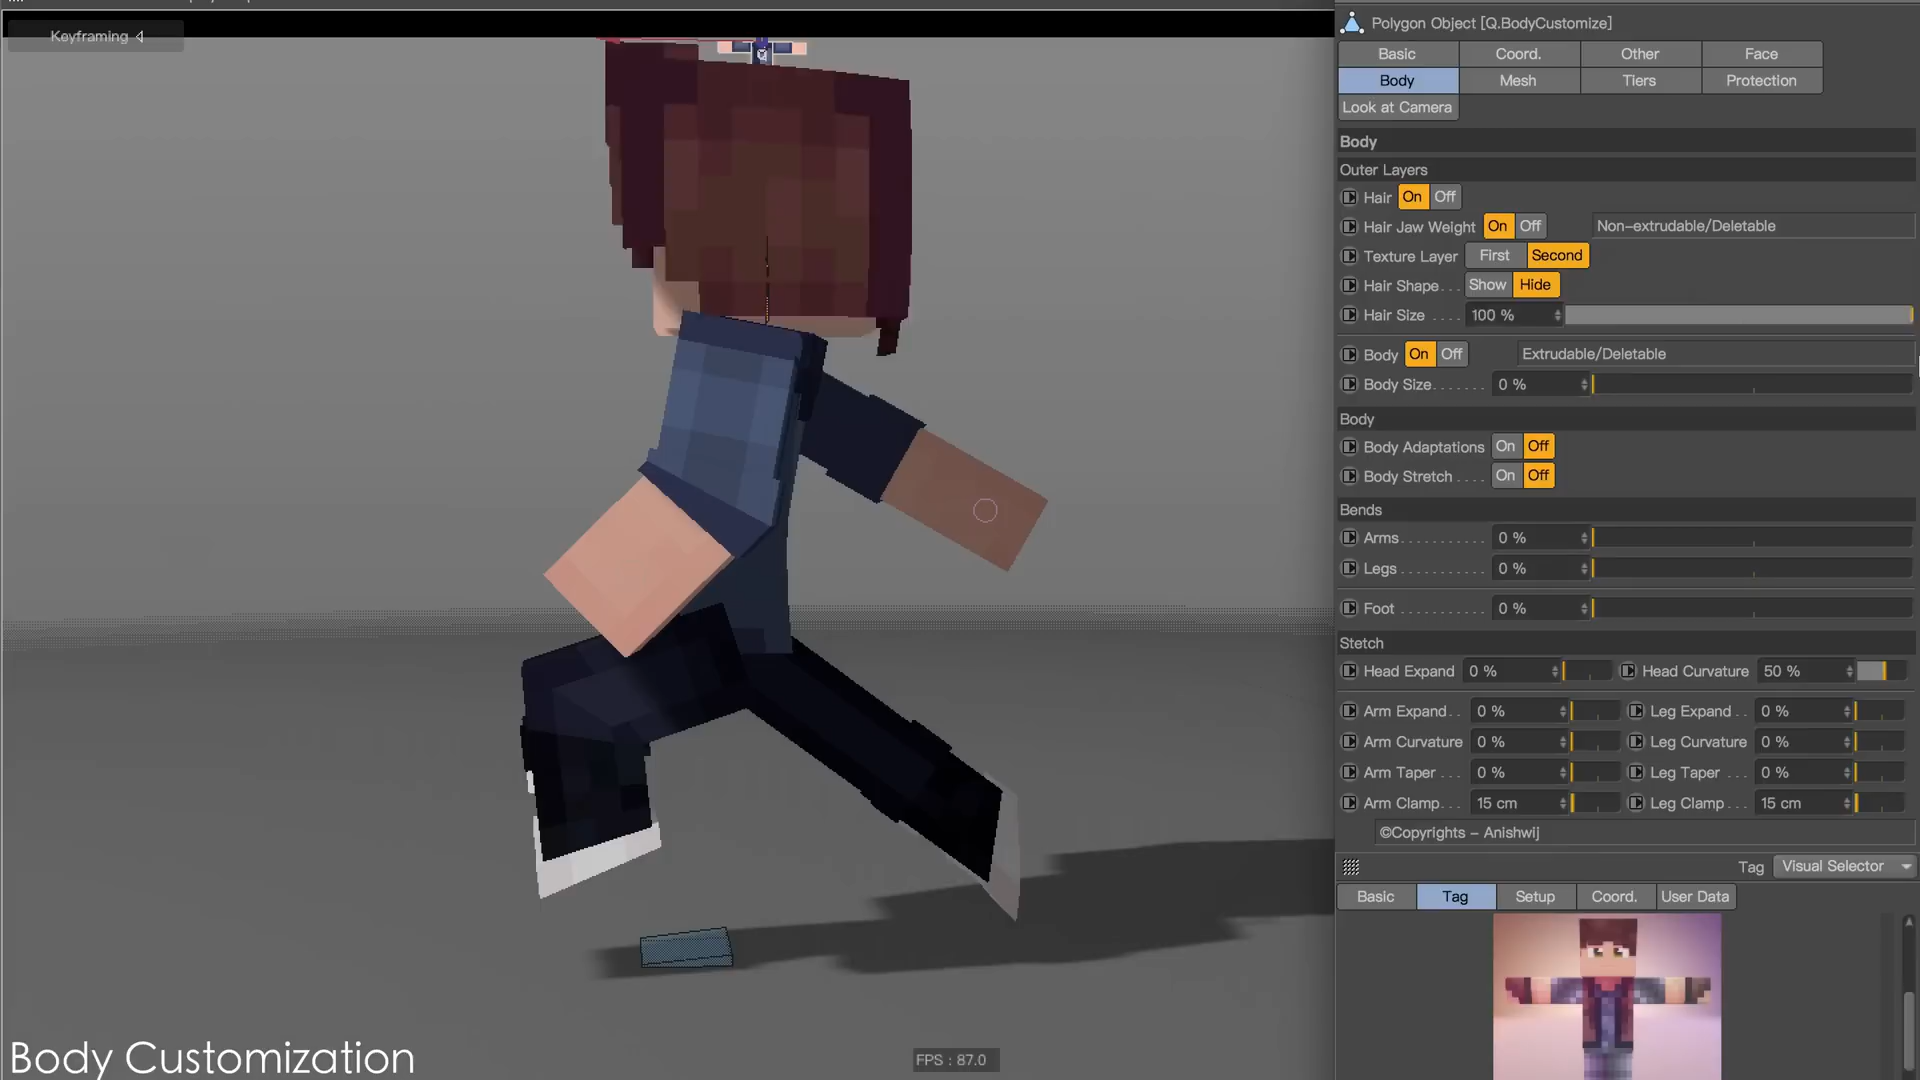 Keyframing
Polygon Object [Q.BodyCustomize]
Basic Coord. Other Face
Body Mesh Tiers Protection
Look at Camera
Body
Outer Layers
Hair On Off
Hair Jaw Weight On Off Non-extrudable/Deletable
Texture Layer First Second
Hair Shape... Show Hide
Hair Size .... 100 %
Body On Off Extrudable/Deletable
Body Size....... 0 %
Body
Body Adaptations On Off
Body Stretch .... On Off
Bends
Arms........... 0 %
Legs........... 0 %
Foot ........... 0 %
Stretch
Head Expand 0 % Head Curvature 50 %
Arm Expand.. 0 % Leg Expand .. 0 %
Arm Curvature 0 % Leg Curvature 0 %
Arm Taper ... 0 % Leg Taper ... 0 %
Arm Clamp... 15 cm Leg Clamp... 15 cm
©Copyrights - Anishwij
Tag Visual Selector
Basic Tag Setup Coord. User Data
FPS : 87.0
Body Customization